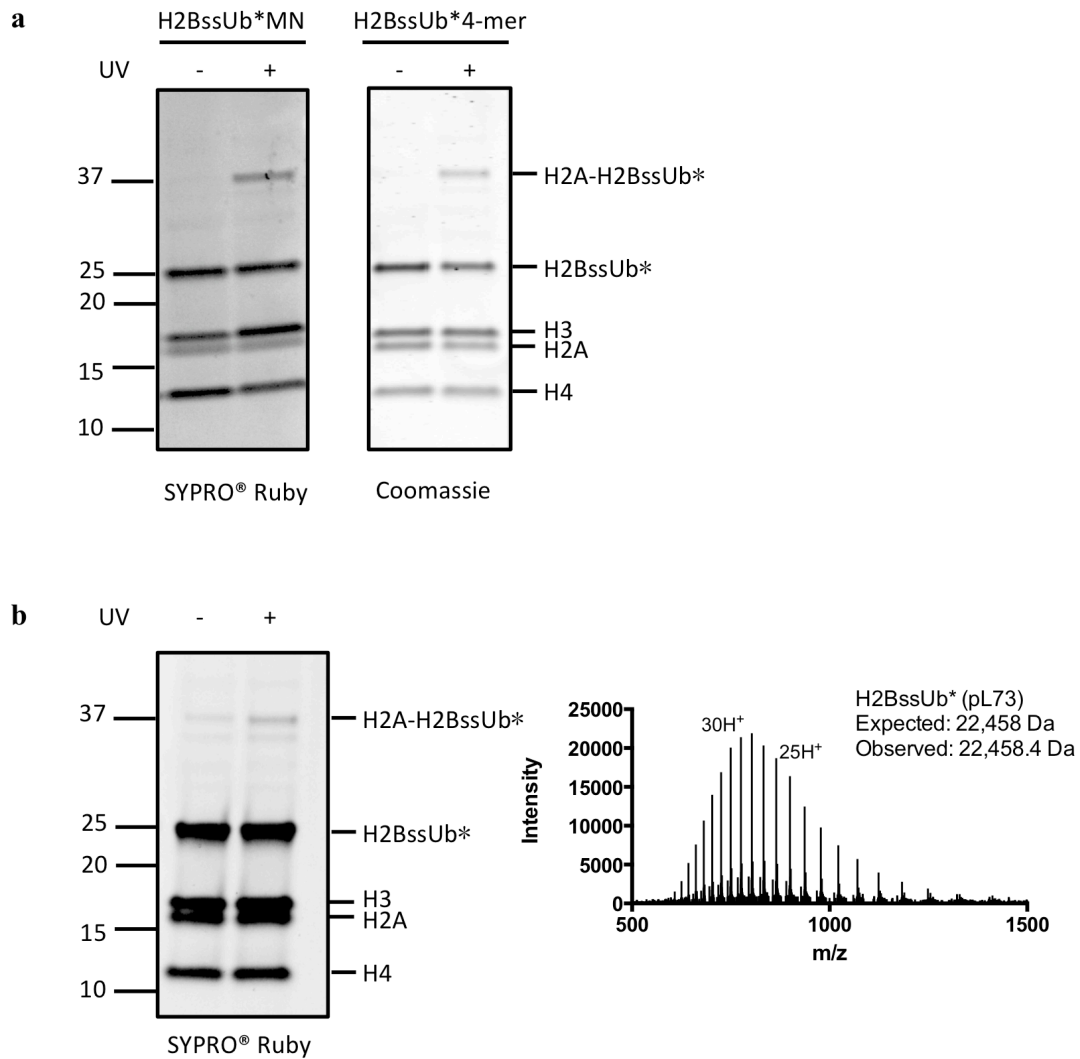 a
H2BssUb*MN
H2BssUb*4-mer
UV - + - +
37
25
20
15
10
H2A-H2BssUb*
H2BssUb*
H3
H2A
H4
SYPRO® Ruby
Coomassie
b
UV - +
37
25
20
15
10
H2A-H2BssUb*
H2BssUb*
H3
H2A
H4
SYPRO® Ruby
H2BssUb* (pL73)
Expected: 22,458 Da
Observed: 22,458.4 Da
30H+
25H+
Intensity
25000
20000
15000
10000
5000
0
500 1000 1500
m/z